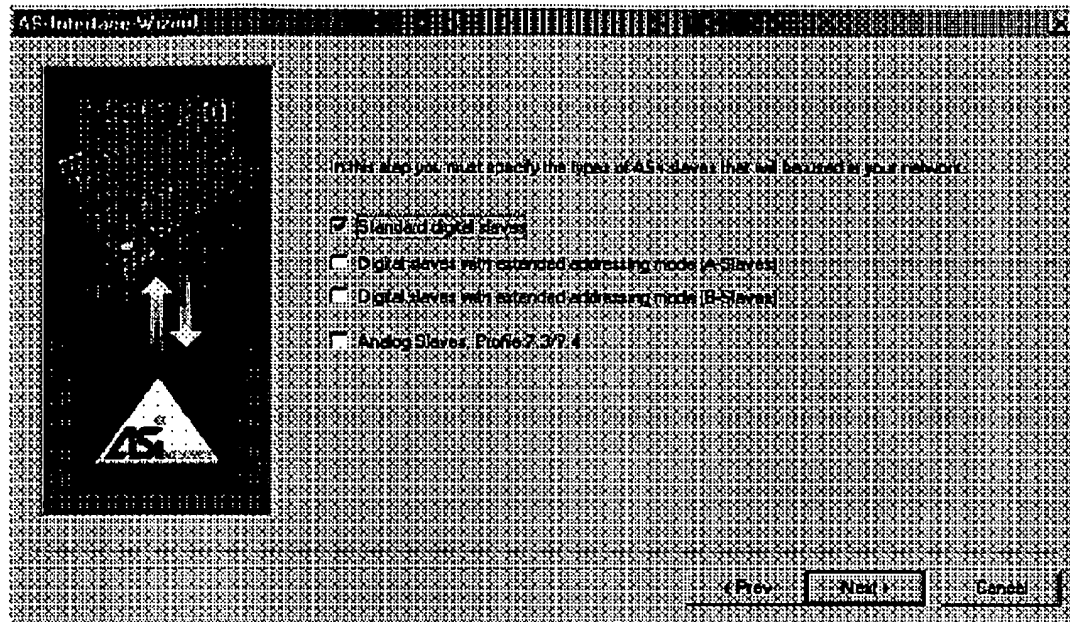 AS-Interface-Wizard
In this step you must specify the types of AS-i slaves that will be used in your network.
Standard digital slaves
Digital slaves with extended addressing mode (A-Slaves)
Digital slaves with extended addressing mode (B-Slaves)
Analog Slaves, Profile 7.3/7.4
ASi
< Prev
Next >
Cancel